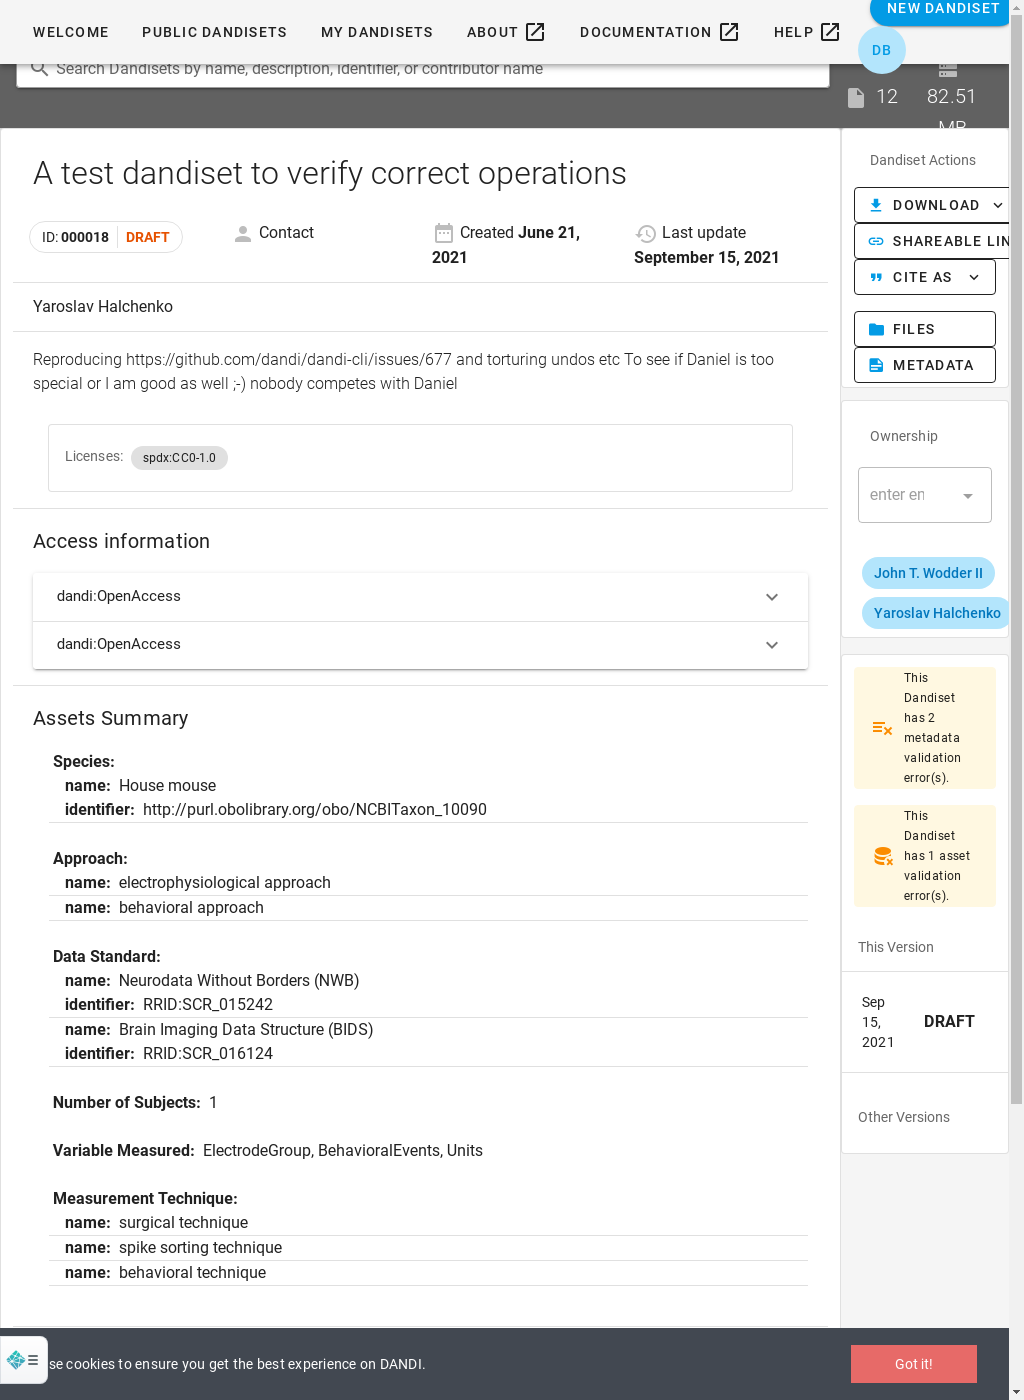 WELCOME
PUBLIC DANDISETS
MY DANDISETS
ABOUT
DOCUMENTATION
HELP
NEW DANDISET
DB
Search Dandisets by name, description, identifier, or contributor name
12
82.51
MB
A test dandiset to verify correct operations
ID: 000018
DRAFT
Contact
Created June 21,
2021
Last update
September 15, 2021
Yaroslav Halchenko
Reproducing https://github.com/dandi/dandi-cli/issues/677 and torturing undos etc To see if Daniel is too
special or I am good as well ;-) nobody competes with Daniel
Licenses:
spdx:CC0-1.0
Access information
dandi:OpenAccess
dandi:OpenAccess
Assets Summary
Species:
name: House mouse
identifier: http://purl.obolibrary.org/obo/NCBITaxon_10090
Approach:
name: electrophysiological approach
name: behavioral approach
Data Standard:
name: Neurodata Without Borders (NWB)
identifier: RRID:SCR_015242
name: Brain Imaging Data Structure (BIDS)
identifier: RRID:SCR_016124
Number of Subjects: 1
Variable Measured: ElectrodeGroup, BehavioralEvents, Units
Measurement Technique:
name: surgical technique
name: spike sorting technique
name: behavioral technique
Dandiset Actions
DOWNLOAD
SHAREABLE LIN
CITE AS
FILES
METADATA
Ownership
enter en
John T. Wodder II
Yaroslav Halchenko
This
Dandiset
has 2
metadata
validation
error(s).
This
Dandiset
has 1 asset
validation
error(s).
This Version
Sep
15,
2021
DRAFT
Other Versions
se cookies to ensure you get the best experience on DANDI.
Got it!